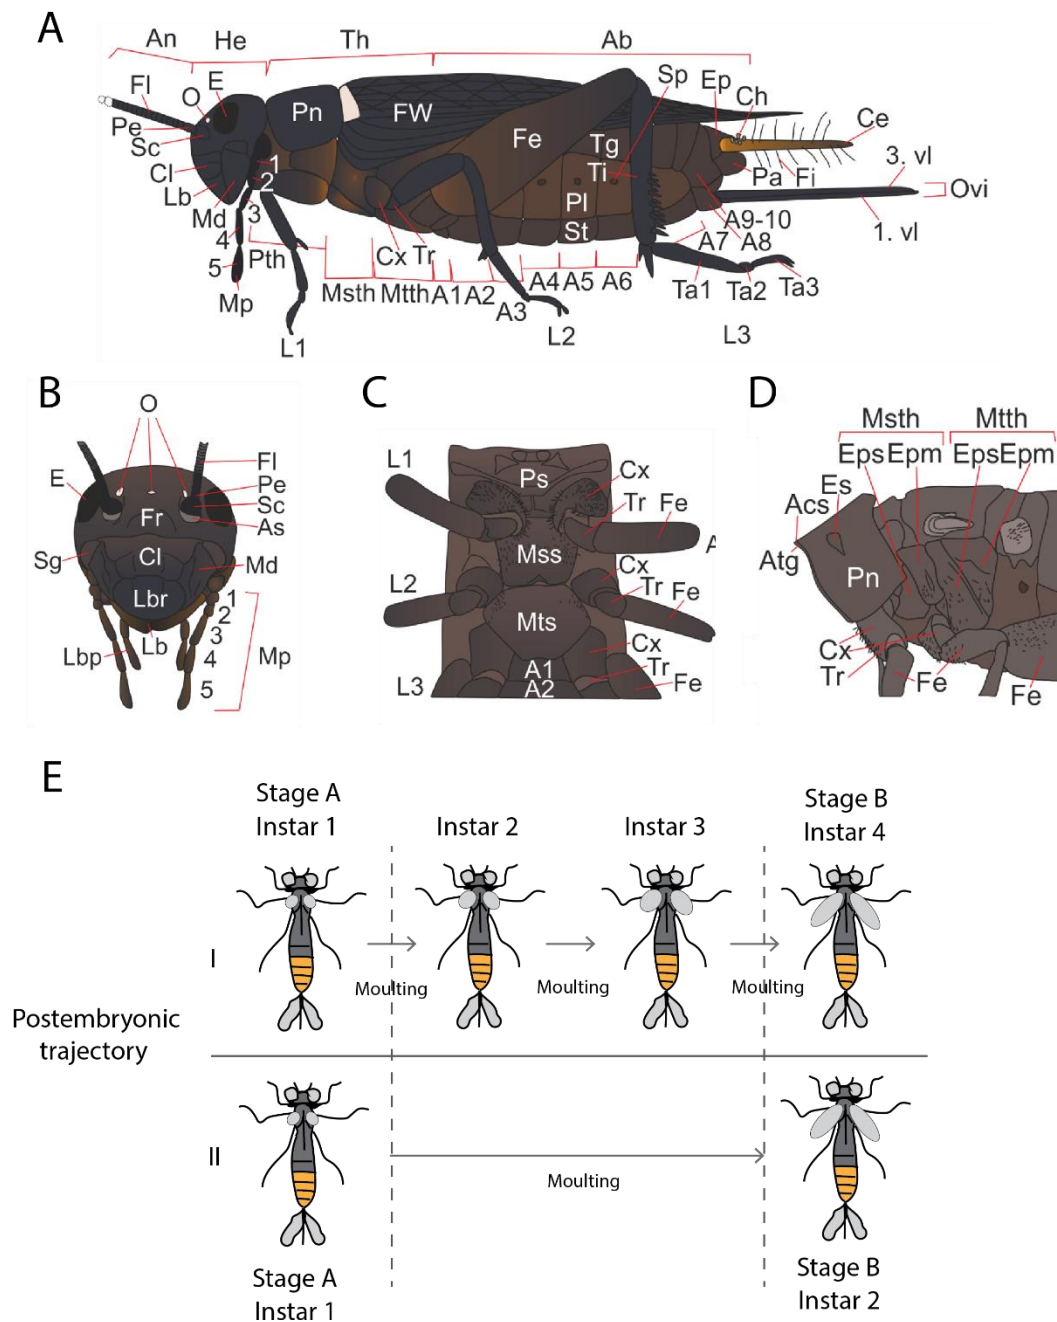 A
An He Th Ab
Fl O E Pn FW Fe Sp Ep Ch Ce
Pe
Sc
Cl
Lb
Md
1
2
3
4
5
Mp
Tg
Ti
Pl
St
Pa Fi
3. vl
Ovi
1. vl
A9-10
A8
A7
Pth Cx Tr
Msth Mtth A1 A2 A3 A4 A5 A6
Ta1 Ta2 Ta3
L1 L2 L3
B
O
E
Fl
Pe
Sc
As
Fr
Sg
Cl
Md
Lbr
1
2
3
4
5
Lb
Lbp
Mp
C
L1
Ps
Cx
Tr
Fe
A
Mss
L2
Cx
Tr
Fe
Mts
Cx
A1
Tr
L3
A2
Fe
D
Msth Mtth
Eps Epm Eps Epm
Es
Acs
Atg
Pn
Cx
Tr
Fe
Fe
E
Stage A
Instar 1
Instar 2
Instar 3
Stage B
Instar 4
I
Moulting
Moulting
Moulting
Postembryonic
trajectory
II
Moulting
Stage A
Instar 1
Stage B
Instar 2